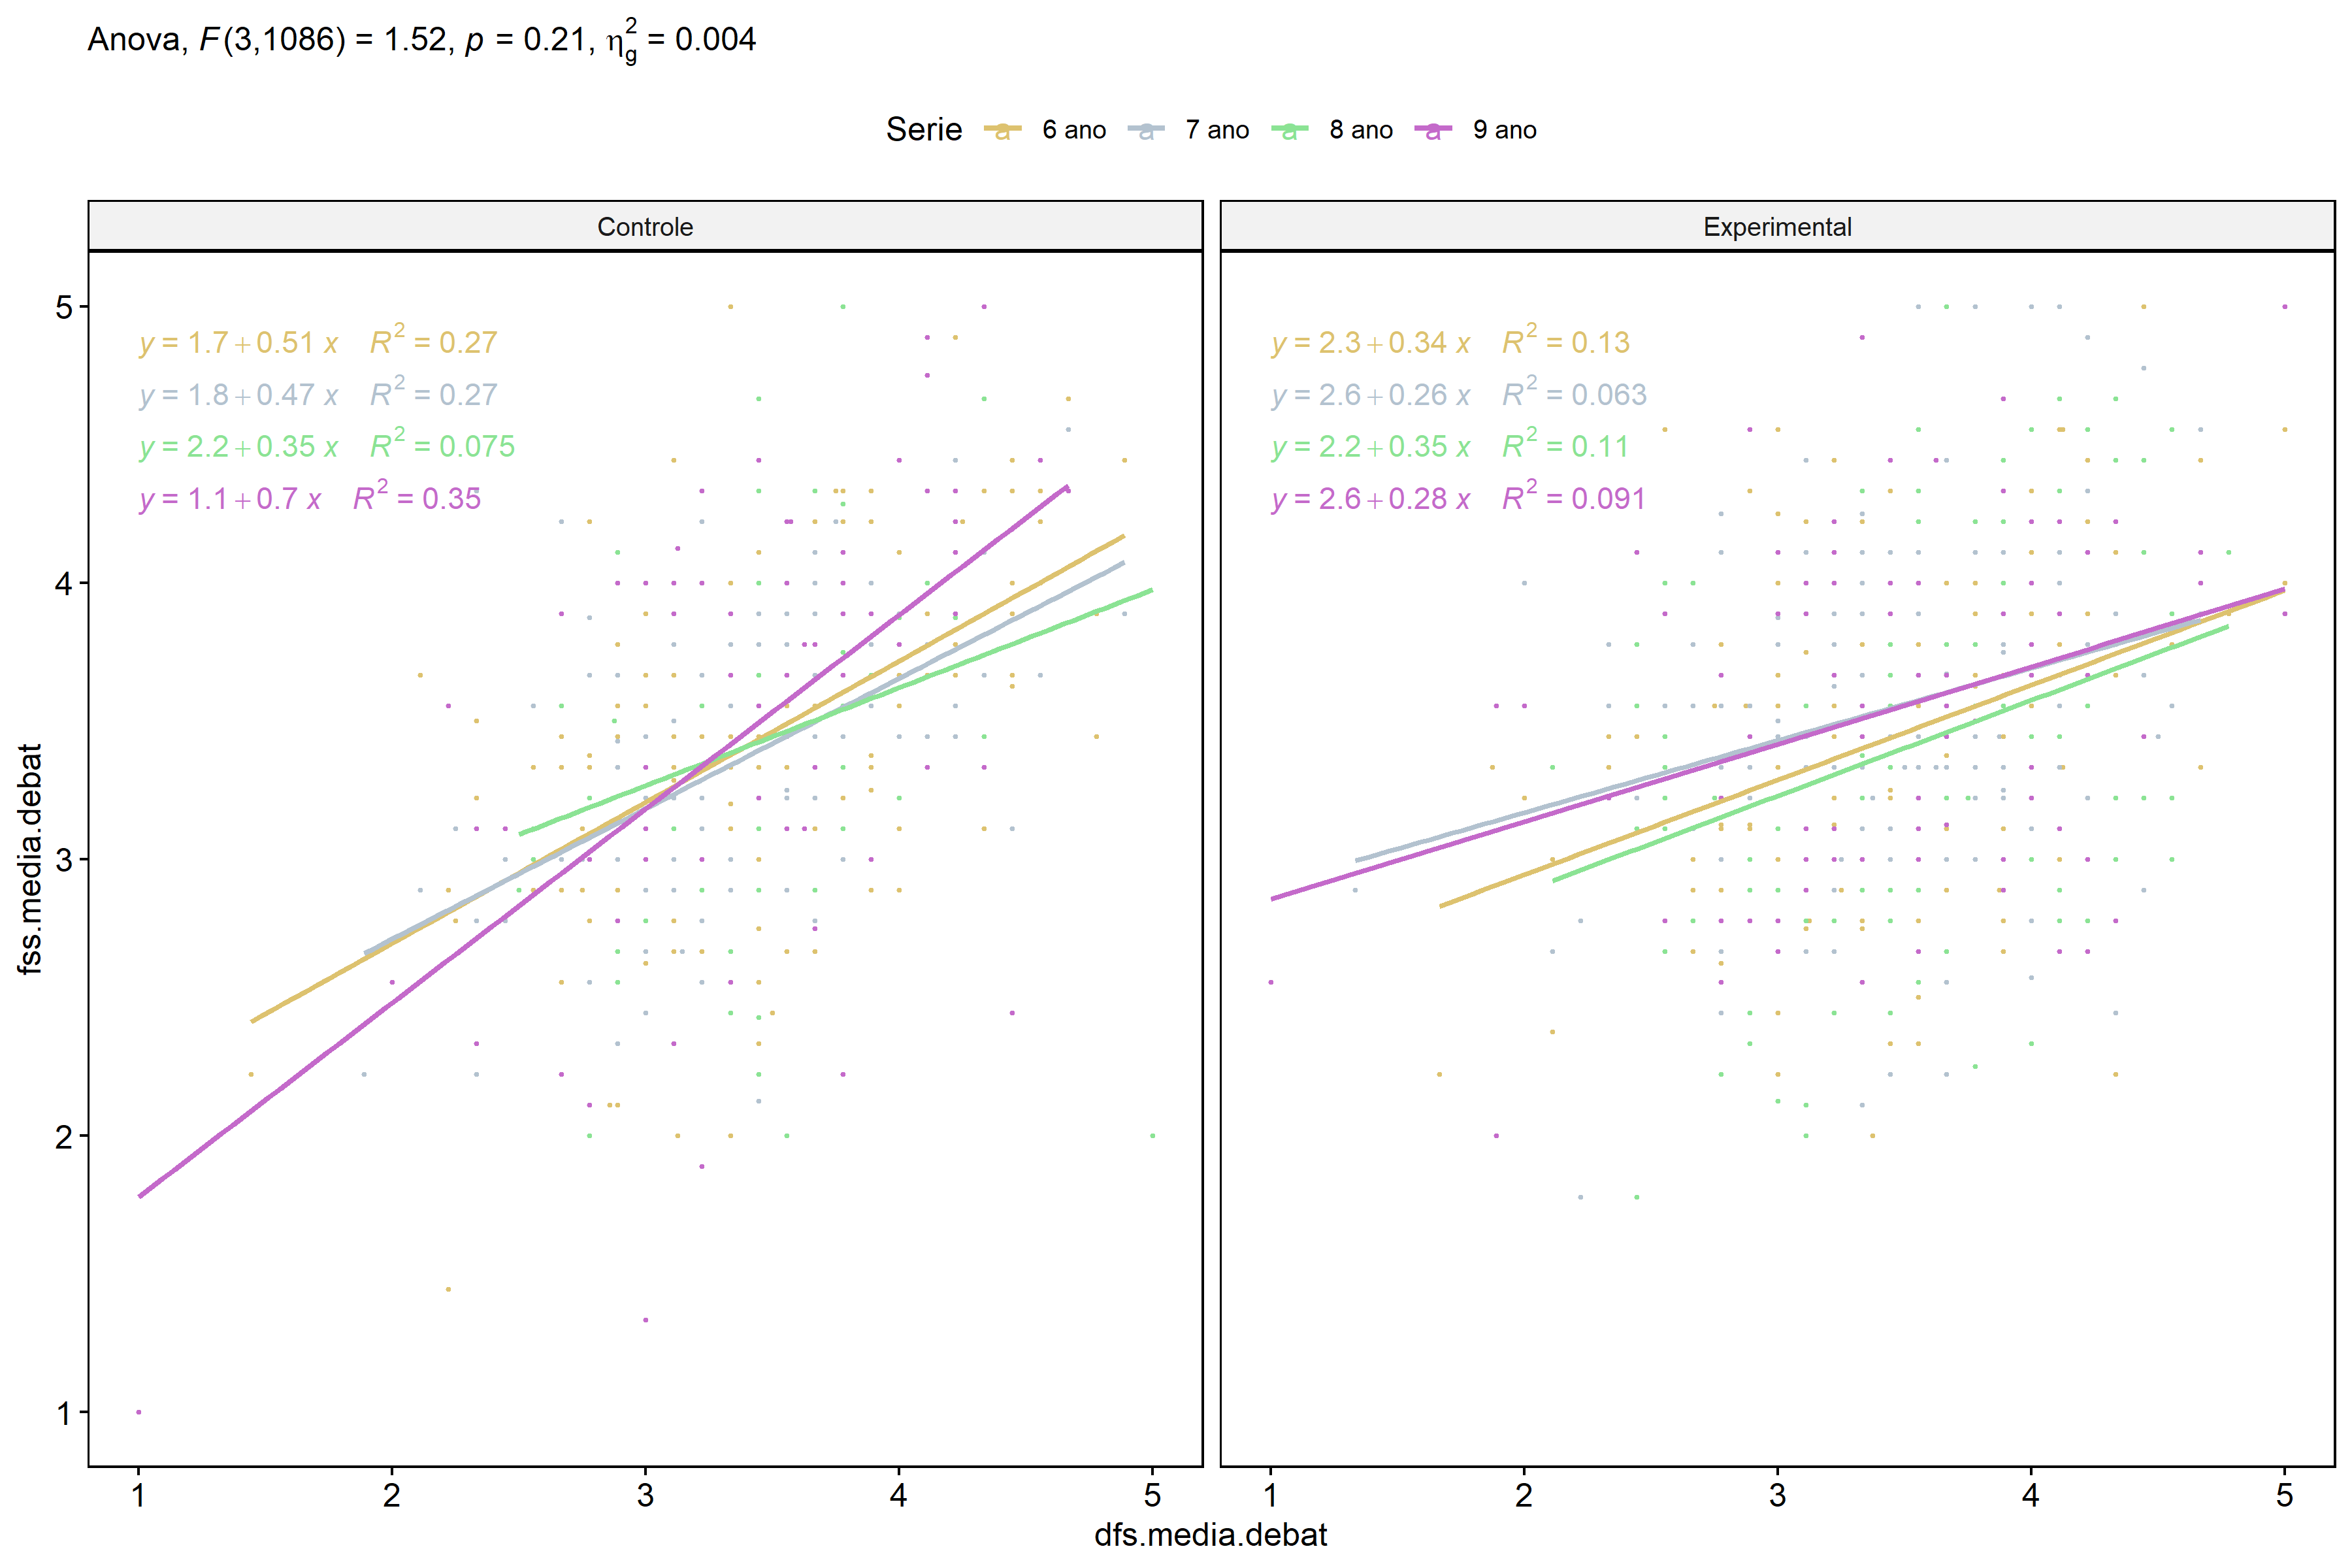 Anova, F(3,1086) = 1.52, p = 0.21, η²g = 0.004
Serie a 6 ano a 7 ano a 8 ano a 9 ano
Controle
y = 1.7 + 0.51 x R² = 0.27
y = 1.8 + 0.47 x R² = 0.27
y = 2.2 + 0.35 x R² = 0.075
y = 1.1 + 0.7 x R² = 0.35
Experimental
y = 2.3 + 0.34 x R² = 0.13
y = 2.6 + 0.26 x R² = 0.063
y = 2.2 + 0.35 x R² = 0.11
y = 2.6 + 0.28 x R² = 0.091
fss.media.debat
5
4
3
2
1
1 2 3 4 5
1 2 3 4 5
dfs.media.debat